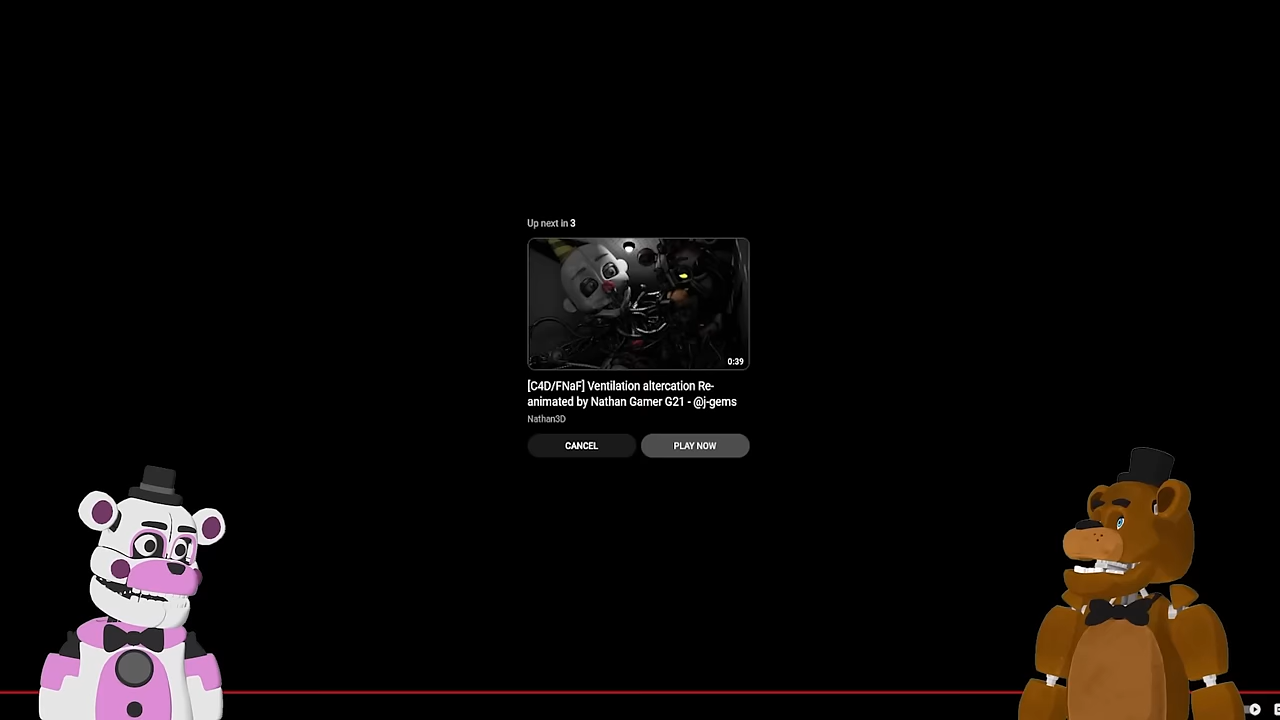 Up next in 3
0:39
[C4D/FNaF] Ventilation altercation Re-
animated by Nathan Gamer G21 - @j-gems
Nathan3D
CANCEL
PLAY NOW